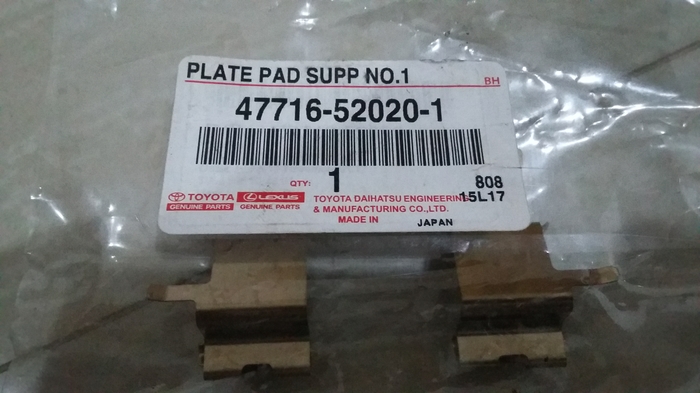 PLATE PAD SUPP NO.1
BH
47716-52020-1
QTY: 1
808
15L17
TOYOTA
GENUINE PARTS
LEXUS
GENUINE PARTS
TOYOTA DAIHATSU ENGINEERING
& MANUFACTURING CO.,LTD.
MADE IN JAPAN